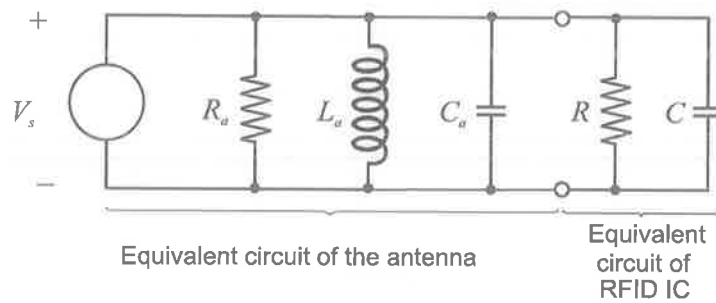 +
V_s
R_a
L_a
C_a
R
C
−
Equivalent circuit of the antenna
Equivalent
circuit of
RFID IC